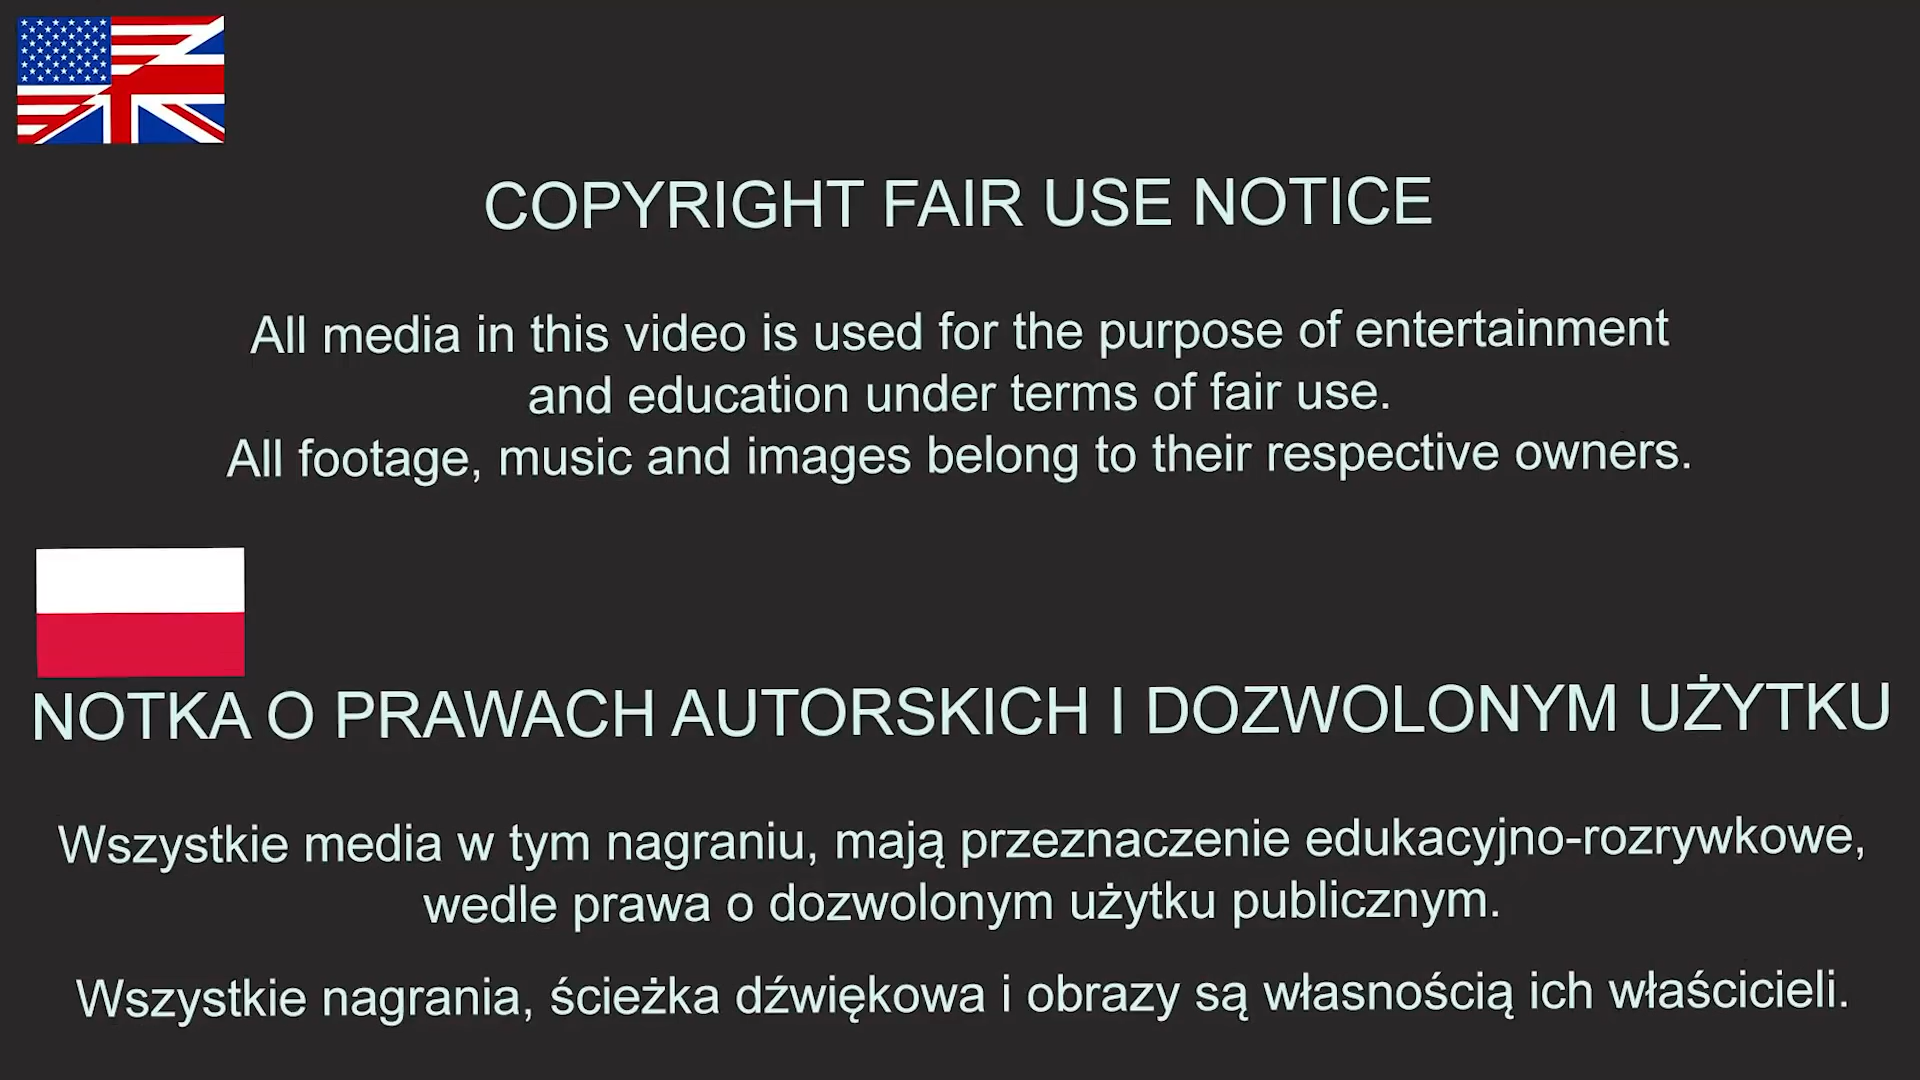 COPYRIGHT FAIR USE NOTICE
All media in this video is used for the purpose of entertainment
and education under terms of fair use.
All footage, music and images belong to their respective owners.
NOTKA O PRAWACH AUTORSKICH I DOZWOLONYM UŻYTKU
Wszystkie media w tym nagraniu, mają przeznaczenie edukacyjno-rozrywkowe,
wedle prawa o dozwolonym użytku publicznym.
Wszystkie nagrania, ścieżka dźwiękowa i obrazy są własnością ich właścicieli.